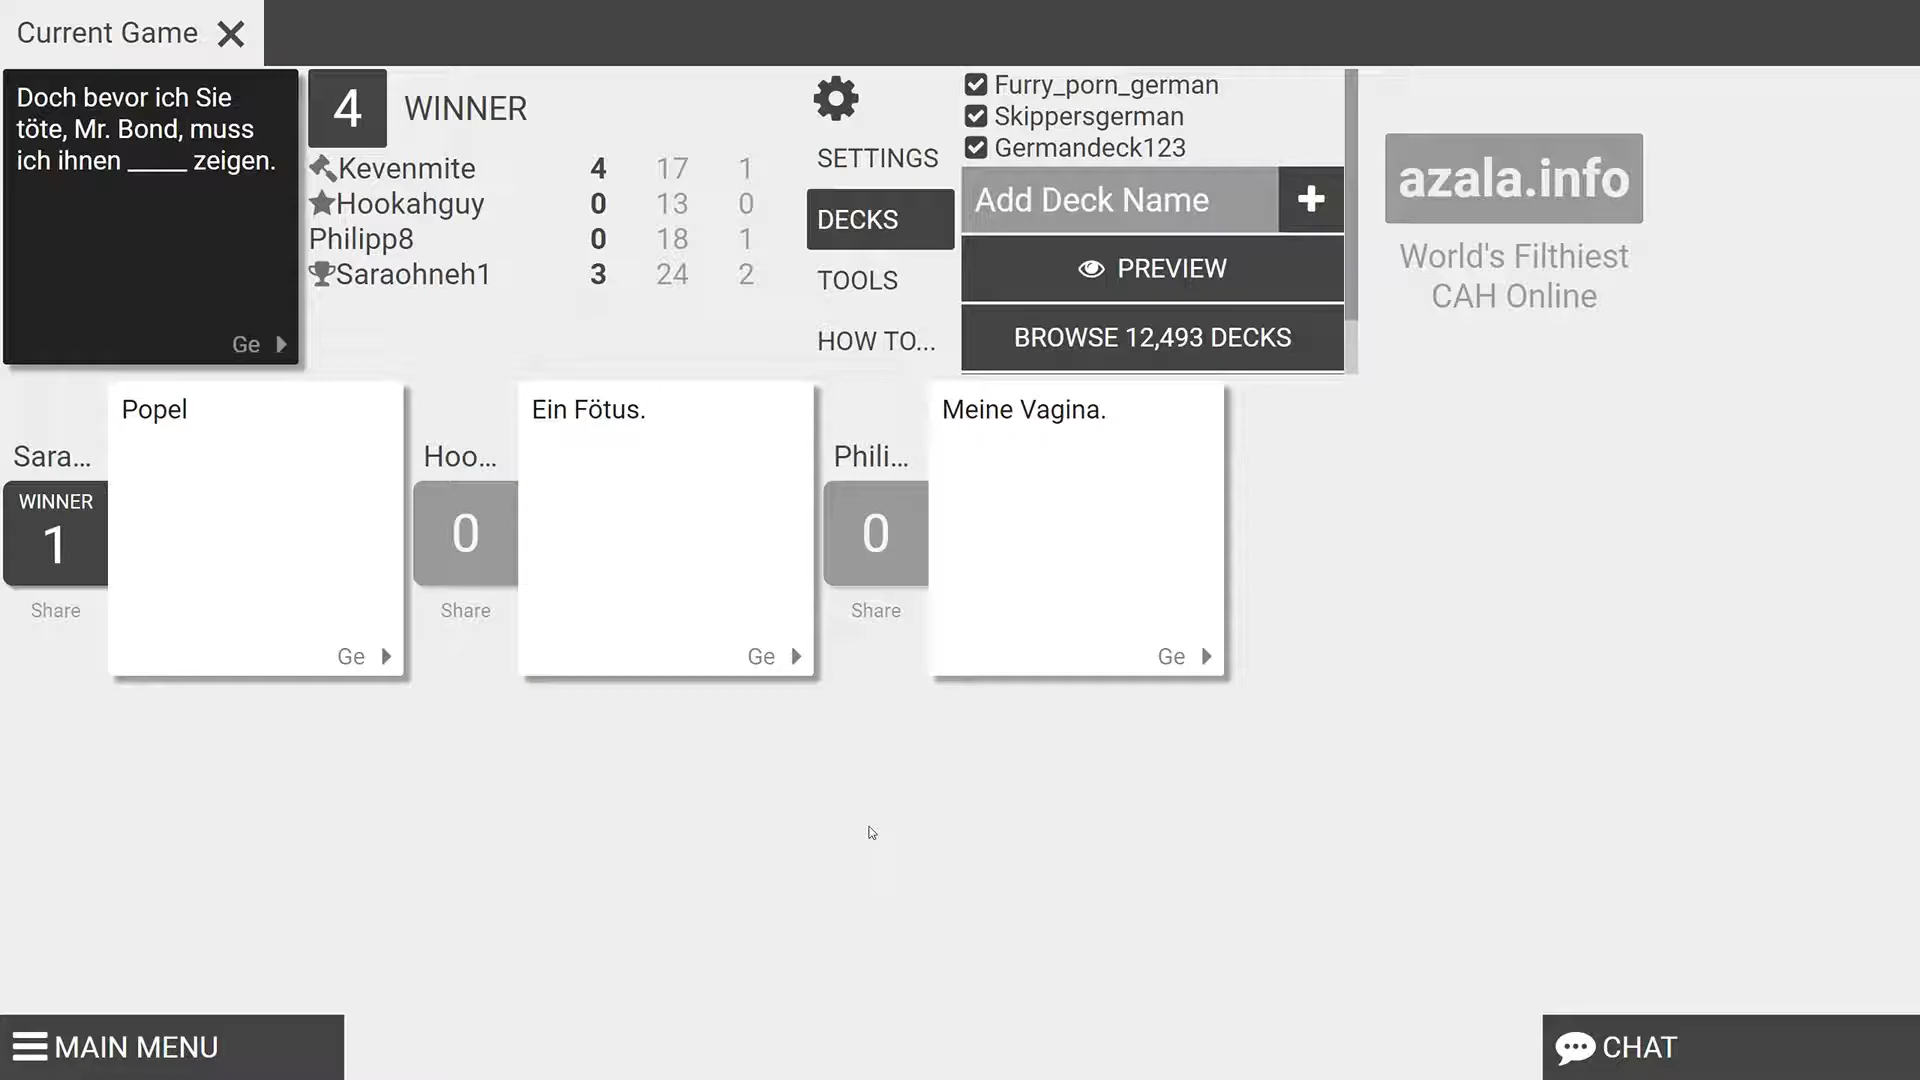 Current Game
Doch bevor ich Sie
töte, Mr. Bond, muss
ich ihnen _____ zeigen.
Ge
4 WINNER
Kevenmite 4 17 1
Hookahguy 0 13 0
Philipp8 0 18 1
Saraohneh1 3 24 2
SETTINGS
DECKS
TOOLS
HOW TO...
Furry_porn_german
Skippersgerman
Germandeck123
Add Deck Name
PREVIEW
BROWSE 12,493 DECKS
azala.info
World's Filthiest
CAH Online
Sara...
WINNER
1
Share
Popel
Ge
Hoo...
0
Share
Ein Fötus.
Ge
Phili...
0
Share
Meine Vagina.
Ge
MAIN MENU
CHAT